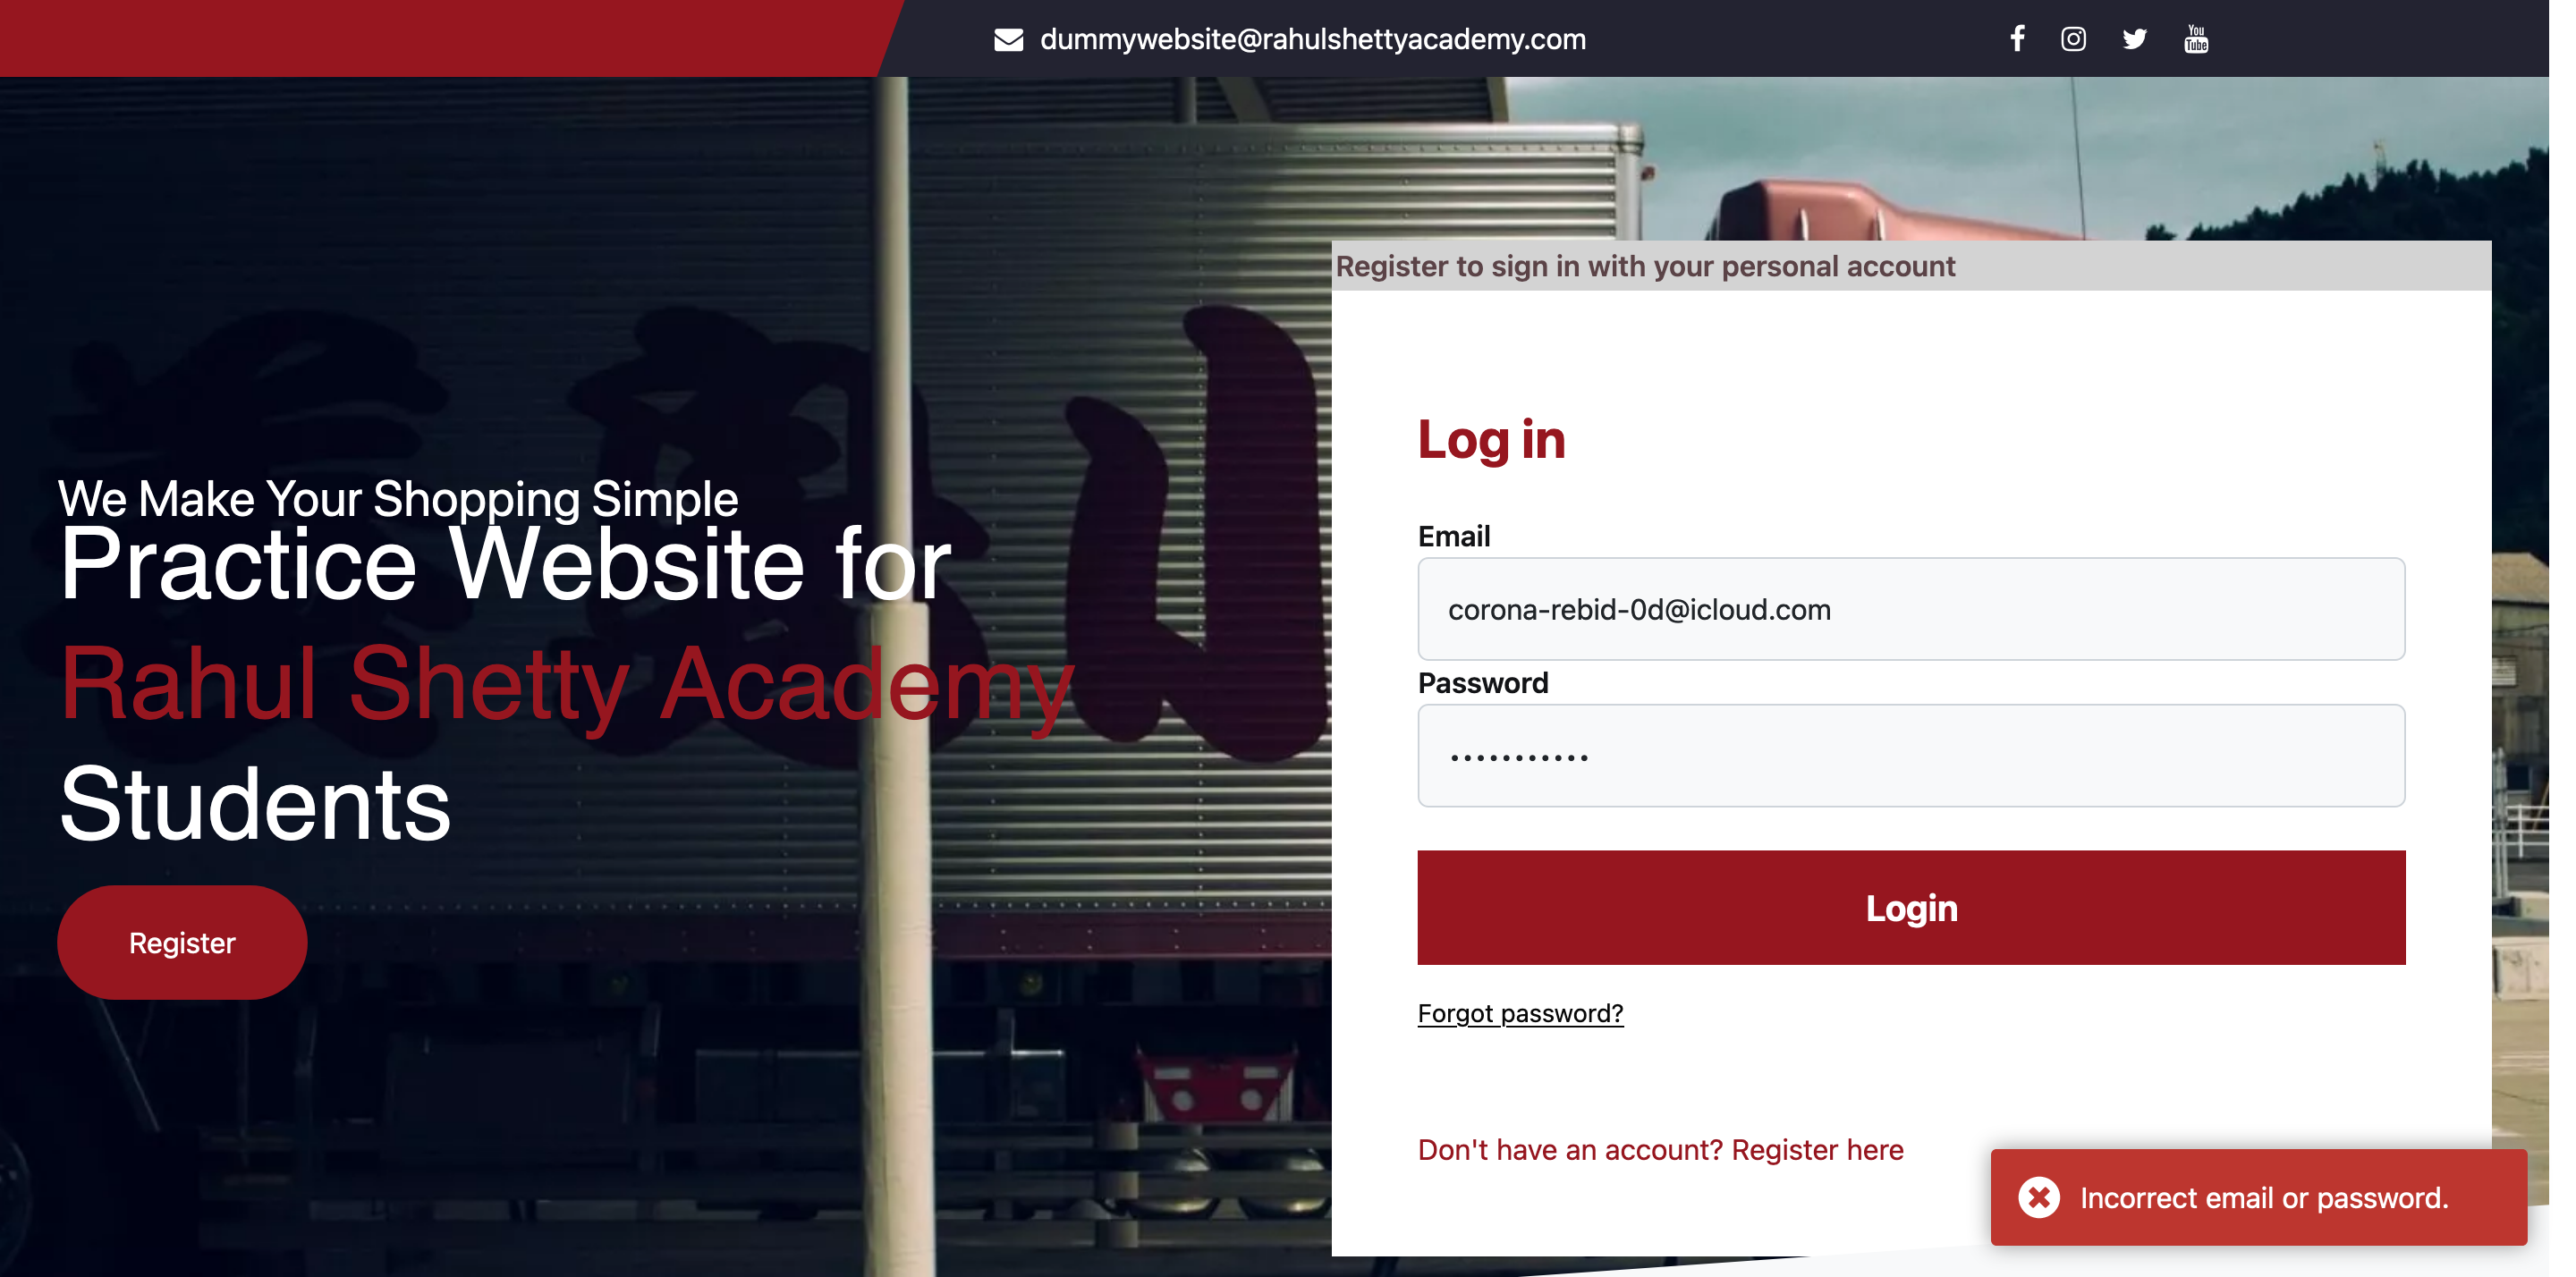 dummywebsite@rahulshettyacademy.com
You
Tube
We Make Your Shopping Simple
Practice Website for
Rahul Shetty Academy
Students
Register
Register to sign in with your personal account
Log in
Email
corona-rebid-0d@icloud.com
Password
•••••••••••
Login
Forgot password?
Don't have an account? Register here
Incorrect email or password.